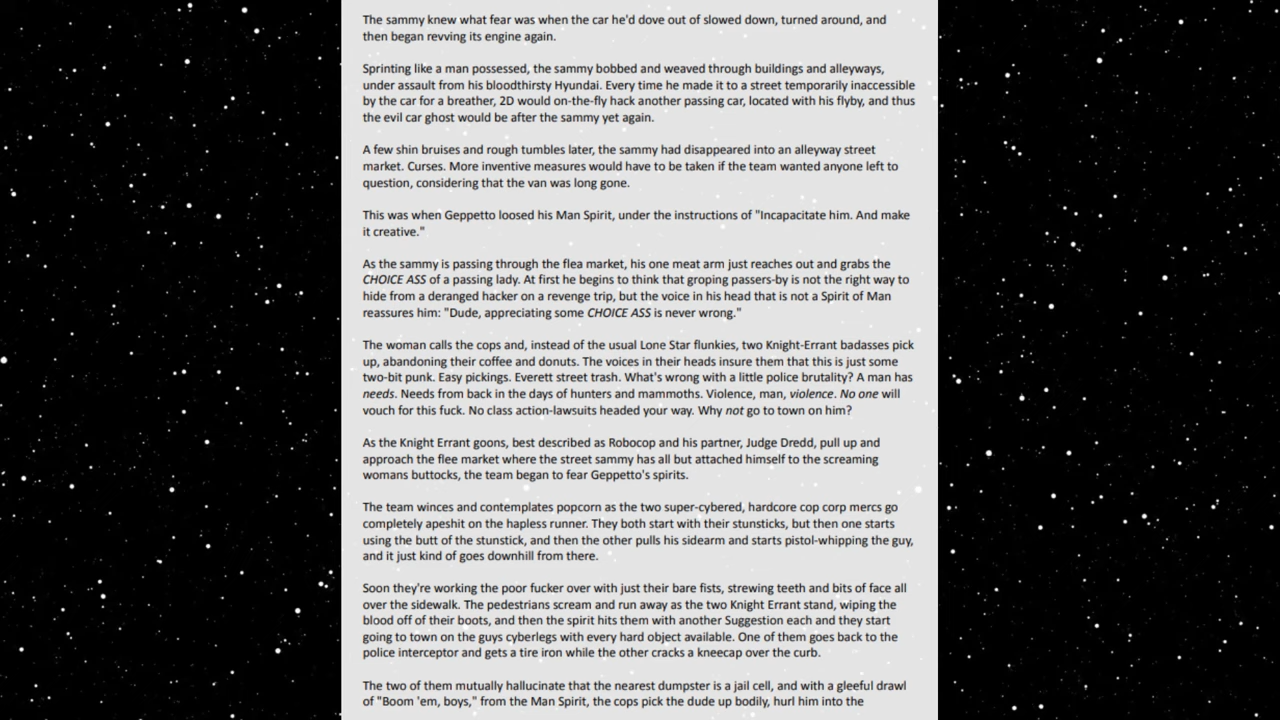 The sammy knew what fear was when the car he'd dove out of slowed down, turned around, and
then began revving its engine again.
Sprinting like a man possessed, the sammy bobbed and weaved through buildings and alleyways,
under assault from his bloodthirsty Hyundai. Every time he made it to a street temporarily inaccessible
by the car for a breather, 2D would on-the-fly hack another passing car, located with his flyby, and thus
the evil car ghost would be after the sammy yet again.
A few shin bruises and rough tumbles later, the sammy had disappeared into an alleyway street
market. Curses. More inventive measures would have to be taken if the team wanted anyone left to
question, considering that the van was long gone.
This was when Geppetto loosed his Man Spirit, under the instructions of "Incapacitate him. And make
it creative."
As the sammy is passing through the flea market, his one meat arm just reaches out and grabs the
CHOICE ASS of a passing lady. At first he begins to think that groping passers-by is not the right way to
hide from a deranged hacker on a revenge trip, but the voice in his head that is not a Spirit of Man
reassures him: "Dude, appreciating some CHOICE ASS is never wrong."
The woman calls the cops and, instead of the usual Lone Star flunkies, two Knight-Errant badasses pick
up, abandoning their coffee and donuts. The voices in their heads insure them that this is just some
two-bit punk. Easy pickings. Everett street trash. What's wrong with a little police brutality? A man has
needs. Needs from back in the days of hunters and mammoths. Violence, man, violence. No one will
vouch for this fuck. No class action-lawsuits headed your way. Why not go to town on him?
As the Knight Errant goons, best described as Robocop and his partner, Judge Dredd, pull up and
approach the flee market where the street sammy has all but attached himself to the screaming
womans buttocks, the team began to fear Geppetto's spirits.
The team winces and contemplates popcorn as the two super-cybered, hardcore cop corp mercs go
completely apeshit on the hapless runner. They both start with their stunsticks, but then one starts
using the butt of the stunstick, and then the other pulls his sidearm and starts pistol-whipping the guy,
and it just kind of goes downhill from there.
Soon they're working the poor fucker over with just their bare fists, strewing teeth and bits of face all
over the sidewalk. The pedestrians scream and run away as the two Knight Errant stand, wiping the
blood off of their boots, and then the spirit hits them with another Suggestion each and they start
going to town on the guys cyberlegs with every hard object available. One of them goes back to the
police interceptor and gets a tire iron while the other cracks a kneecap over the curb.
The two of them mutually hallucinate that the nearest dumpster is a jail cell, and with a gleeful drawl
of "Boom 'em, boys," from the Man Spirit, the cops pick the dude up bodily, hurl him into the